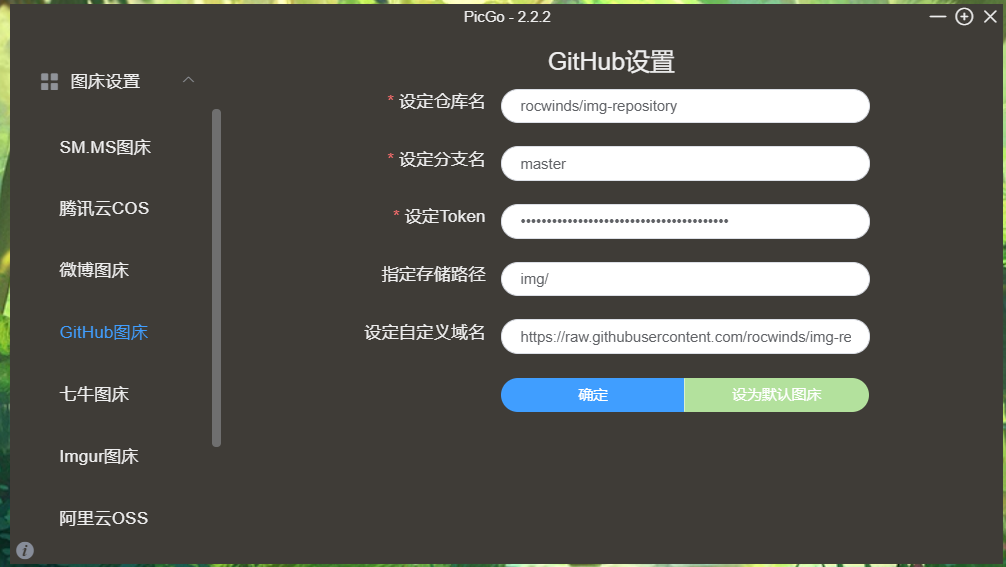 PicGo - 2.2.2
图床设置
SM.MS图床
腾讯云COS
微博图床
GitHub图床
七牛图床
Imgur图床
阿里云OSS
GitHub设置
* 设定仓库名
rocwinds/img-repository
* 设定分支名
master
* 设定Token
指定存储路径
img/
设定自定义域名
https://raw.githubusercontent.com/rocwinds/img-re
确定
设为默认图床